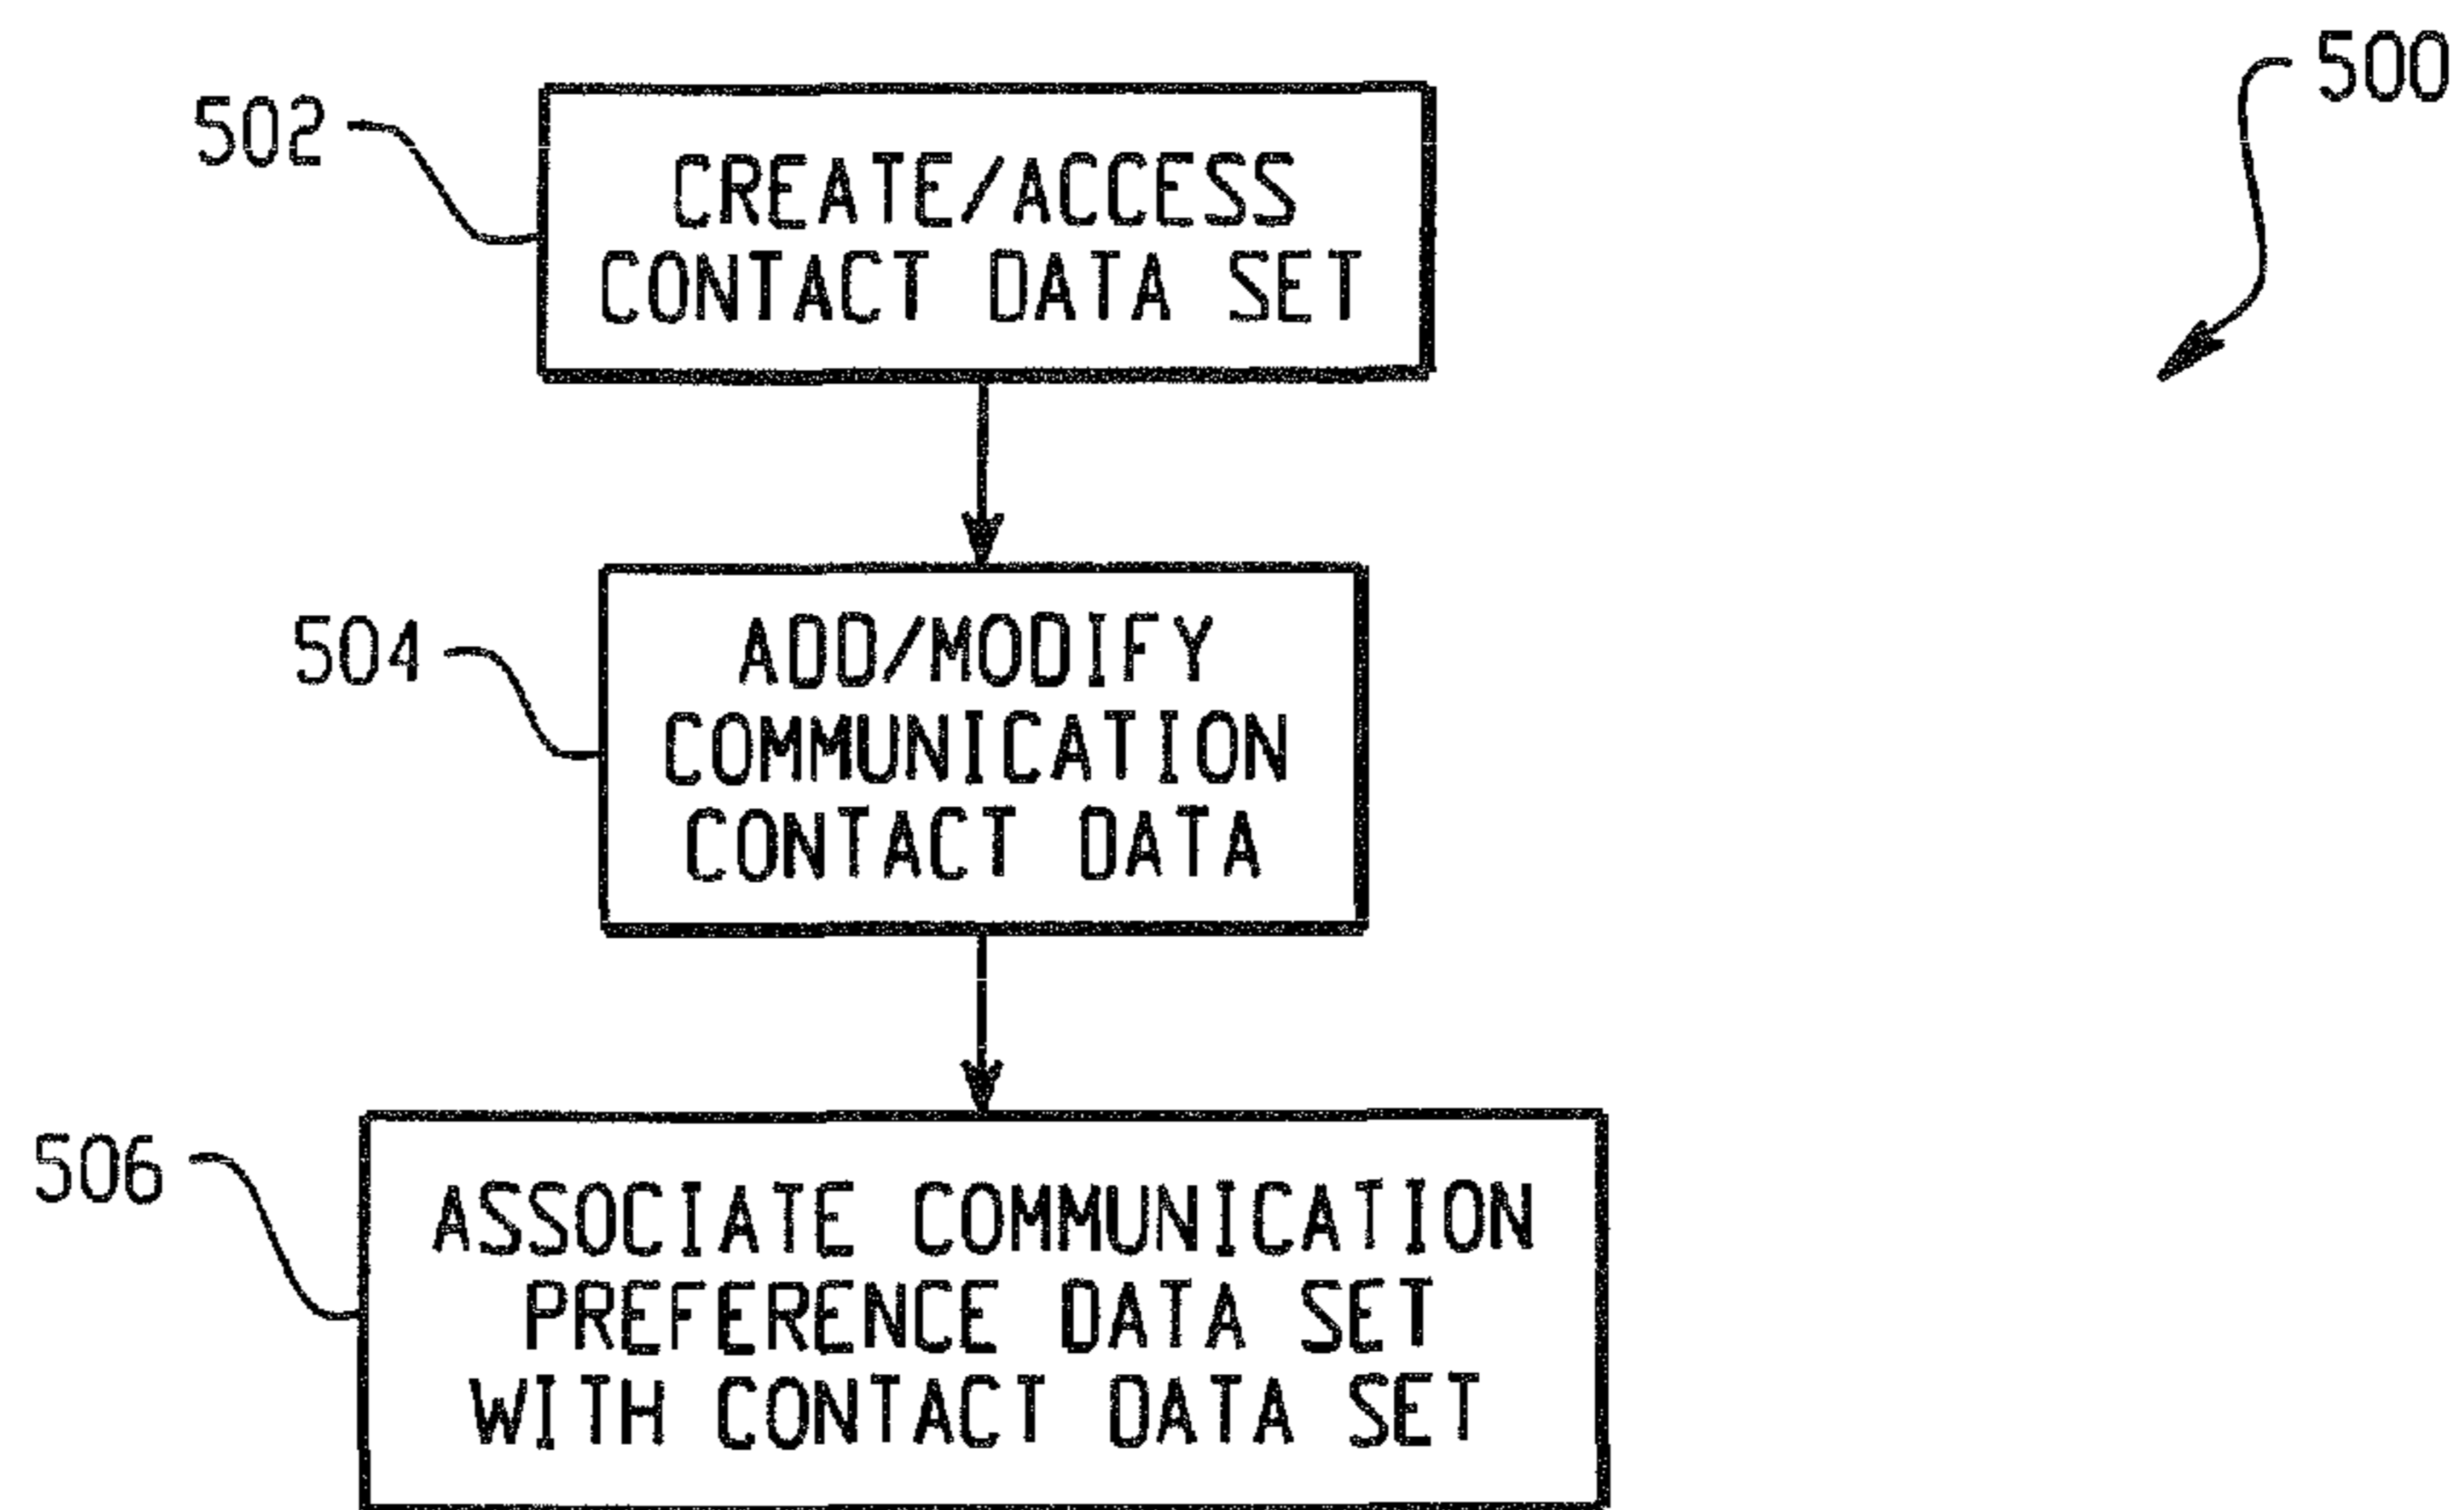 500
502
CREATE/ACCESS
CONTACT DATA SET
504
ADD/MODIFY
COMMUNICATION
CONTACT DATA
506
ASSOCIATE COMMUNICATION
PREFERENCE DATA SET
WITH CONTACT DATA SET